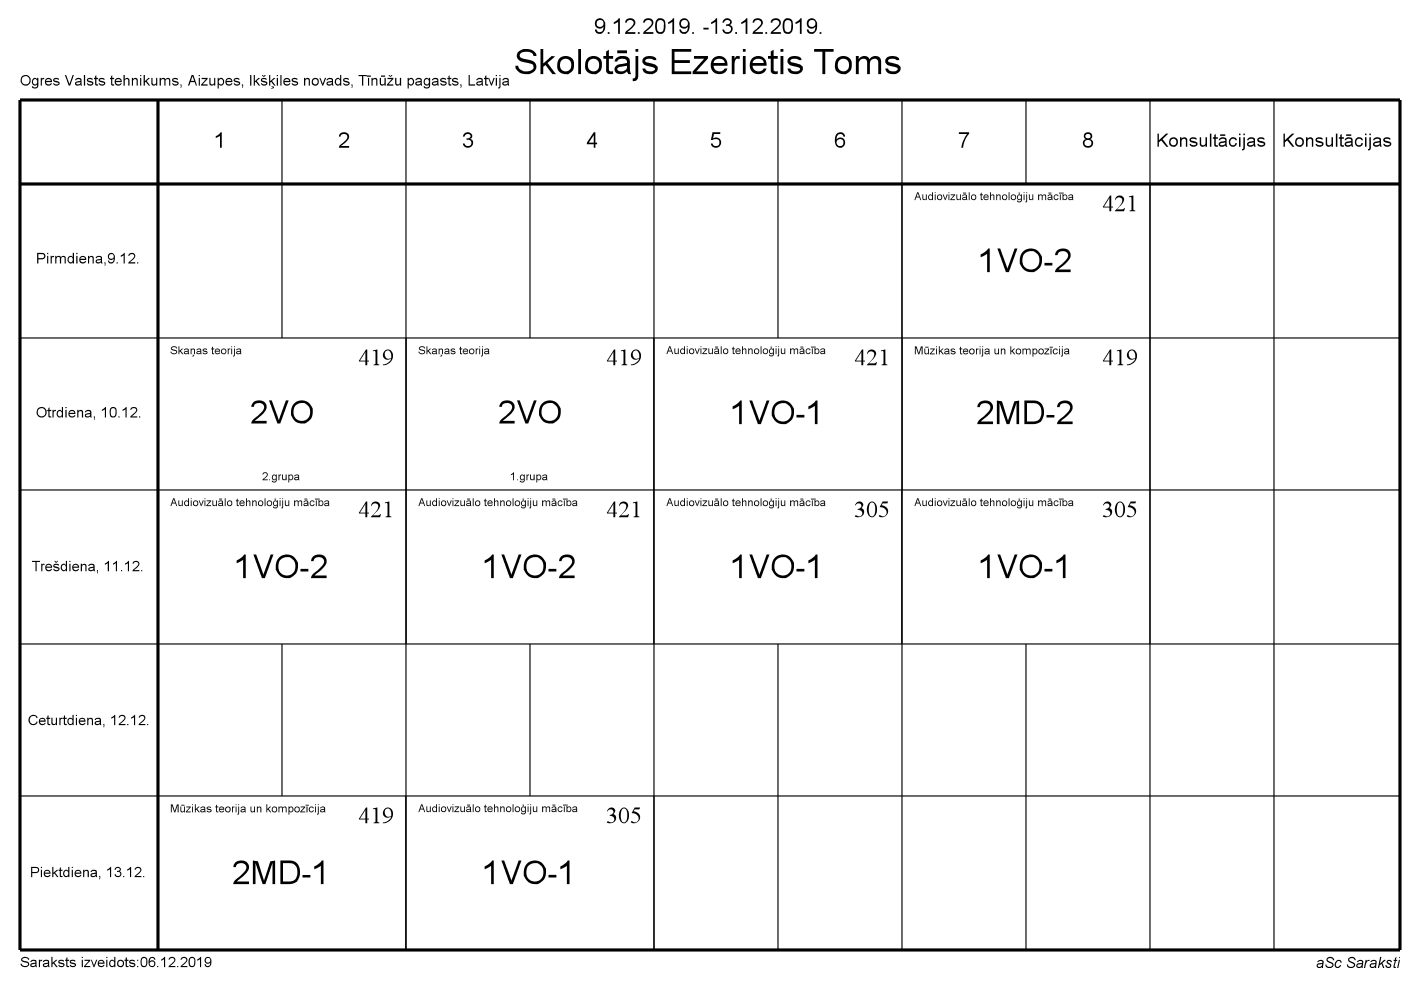 9.12.2019. -13.12.2019.
Skolotājs Ezerietis Toms
Ogres Valsts tehnikums, Aizupes, Ikšķiles novads, Tīnūžu pagasts, Latvija
1 2 3 4 5 6 7 8 Konsultācijas Konsultācijas
Pirmdiena,9.12.
Audiovizuālo tehnoloģiju mācība 421
1VO-2
Otrdiena, 10.12.
Skaņas teorija 419
2VO
2.grupa
Skaņas teorija 419
2VO
1.grupa
Audiovizuālo tehnoloģiju mācība 421
1VO-1
Mūzikas teorija un kompozīcija 419
2MD-2
Trešdiena, 11.12.
Audiovizuālo tehnoloģiju mācība 421
1VO-2
Audiovizuālo tehnoloģiju mācība 421
1VO-2
Audiovizuālo tehnoloģiju mācība 305
1VO-1
Audiovizuālo tehnoloģiju mācība 305
1VO-1
Ceturtdiena, 12.12.
Piektdiena, 13.12.
Mūzikas teorija un kompozīcija 419
2MD-1
Audiovizuālo tehnoloģiju mācība 305
1VO-1
Saraksts izveidots:06.12.2019
aSc Saraksti